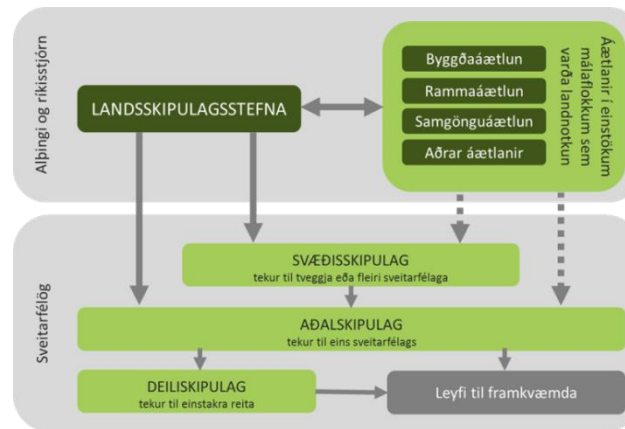 Alþingi og ríkisstjórn
LANDSSKIPULAGSSTEFNA
Byggðaáætlun
Rammaáætlun
Samgönguáætlun
Aðrar áætlanir
Áætlanir í einstökum
málaflokkum sem
varða landnotkun
Sveitarfélög
SVÆÐISSKIPULAG
tekur til tveggja eða fleiri sveitarfélaga
AÐALSKIPULAG
tekur til eins sveitarfélags
DEILISKIPULAG
tekur til einstakra reita
Leyfi til framkvæmda